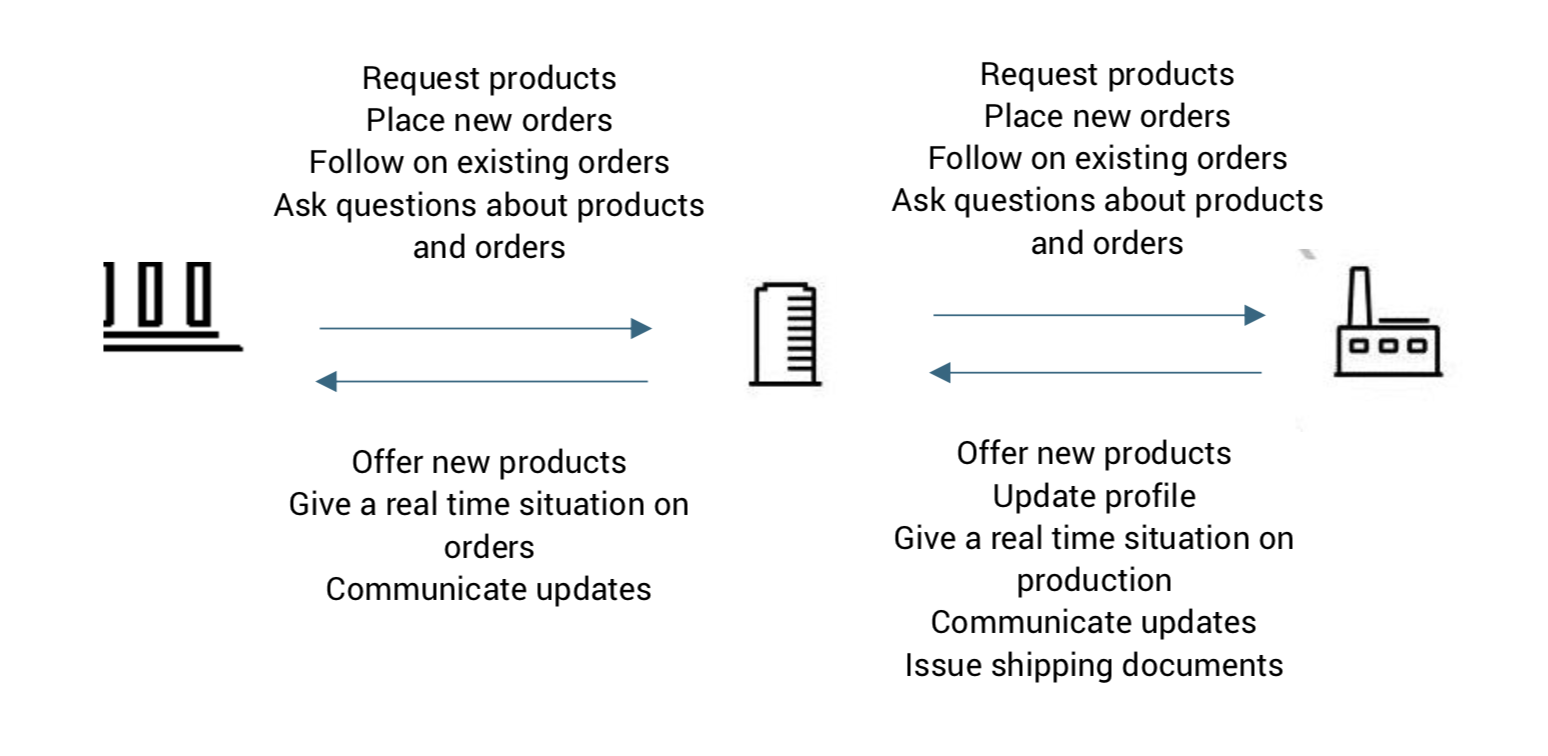 Request products
Place new orders
Follow on existing orders
Ask questions about products
and orders
Request products
Place new orders
Follow on existing orders
Ask questions about products
and orders
Offer new products
Give a real time situation on
orders
Communicate updates
Offer new products
Update profile
Give a real time situation on
production
Communicate updates
Issue shipping documents